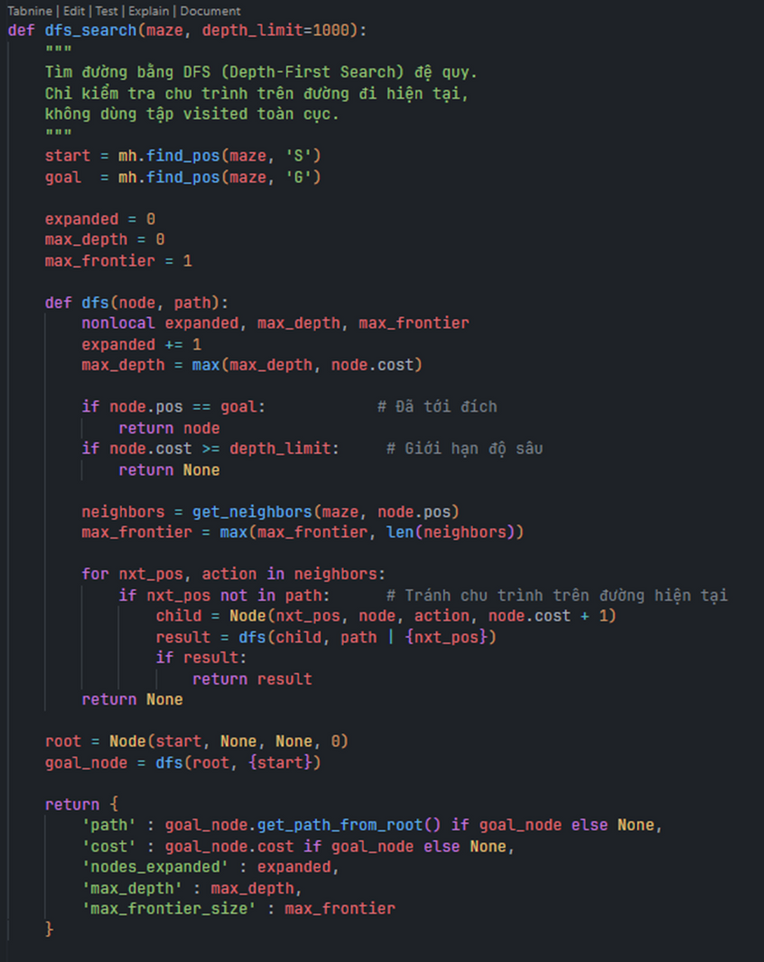 Tabnine | Edit | Test | Explain | Document
def dfs_search(maze, depth_limit=1000):
    """
    Tìm đường bằng DFS (Depth-First Search) đệ quy.
    Chỉ kiểm tra chu trình trên đường đi hiện tại,
    không dùng tập visited toàn cục.
    """
    start = mh.find_pos(maze, 'S')
    goal  = mh.find_pos(maze, 'G')

    expanded = 0
    max_depth = 0
    max_frontier = 1

    def dfs(node, path):
        nonlocal expanded, max_depth, max_frontier
        expanded += 1
        max_depth = max(max_depth, node.cost)

        if node.pos == goal:            # Đã tới đích
            return node
        if node.cost >= depth_limit:     # Giới hạn độ sâu
            return None

        neighbors = get_neighbors(maze, node.pos)
        max_frontier = max(max_frontier, len(neighbors))

        for nxt_pos, action in neighbors:
            if nxt_pos not in path:      # Tránh chu trình trên đường hiện tại
                child = Node(nxt_pos, node, action, node.cost + 1)
                result = dfs(child, path | {nxt_pos})
                if result:
                    return result
        return None

    root = Node(start, None, None, 0)
    goal_node = dfs(root, {start})

    return {
        'path' : goal_node.get_path_from_root() if goal_node else None,
        'cost' : goal_node.cost if goal_node else None,
        'nodes_expanded' : expanded,
        'max_depth' : max_depth,
        'max_frontier_size' : max_frontier
    }